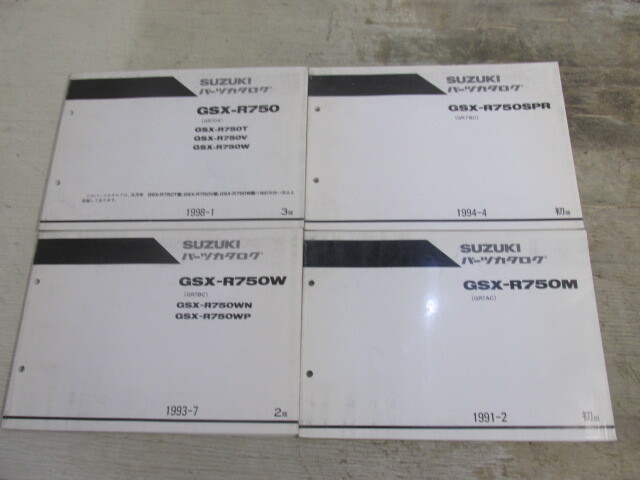 SUZUKI
パーツカタログ
GSX-R750
GSX-R750T
GSX-R750V
GSX-R750W
1998-1
3版
SUZUKI
パーツカタログ
GSX-R750SPR
(GR7BC)
1994-4
初版
SUZUKI
パーツカタログ
GSX-R750W
(GR7BC)
GSX-R750WN
GSX-R750WP
1993-7
2版
SUZUKI
パーツカタログ
GSX-R750M
(GR7AC)
1991-2
初版